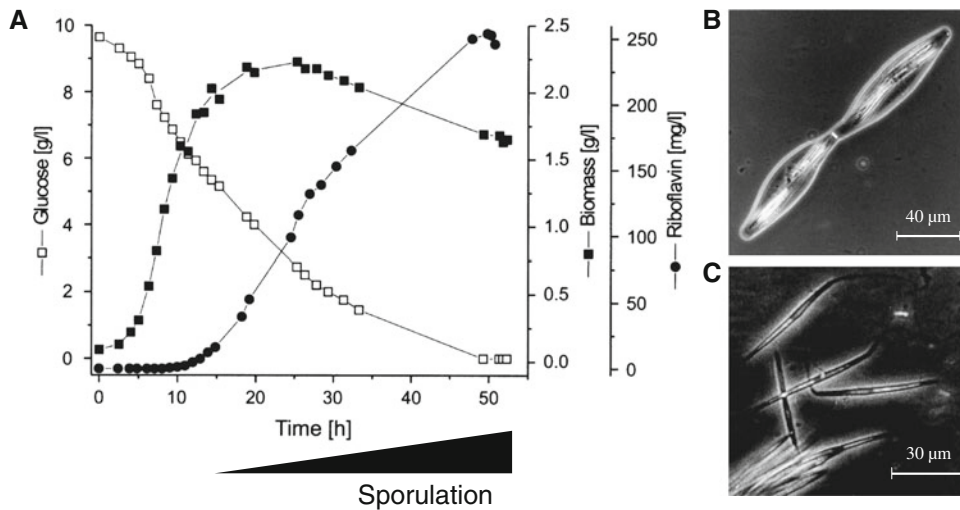 A
10
8
6
4
2
0
Glucose [g/l]
0
10
20
30
40
50
Time [h]
2.5
2.0
1.5
1.0
0.5
0.0
Biomass [g/l]
250
200
150
100
50
0
Riboflavin [mg/l]
Sporulation
B
40 µm
C
30 µm